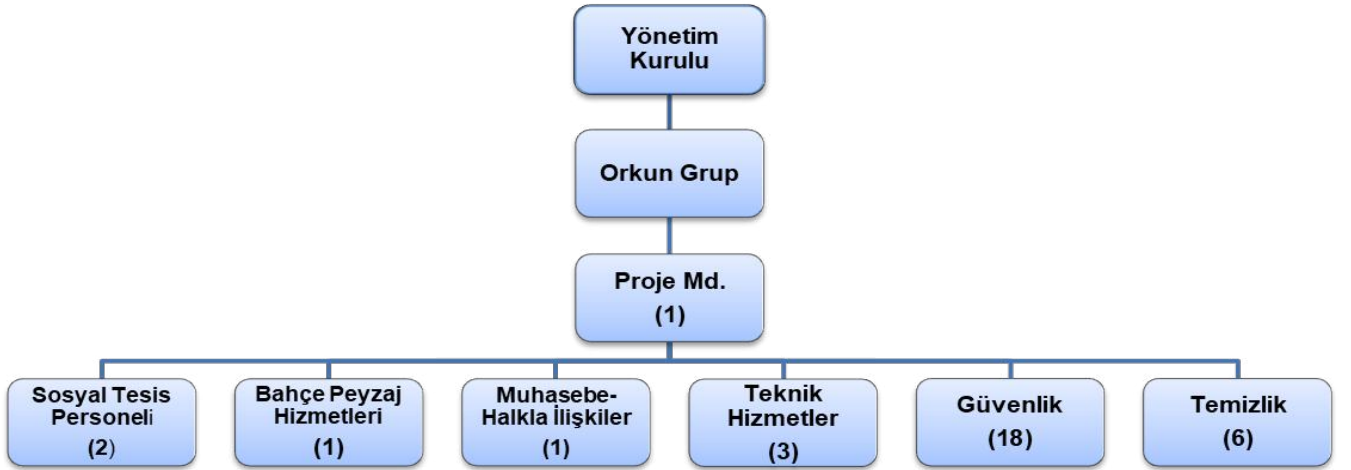 Yönetim
Kurulu
Orkun Grup
Proje Md.
(1)
Sosyal Tesis
Personeli
(2)
Bahçe Peyzaj
Hizmetleri
(1)
Muhasebe-
Halkla İlişkiler
(1)
Teknik
Hizmetler
(3)
Güvenlik
(18)
Temizlik
(6)